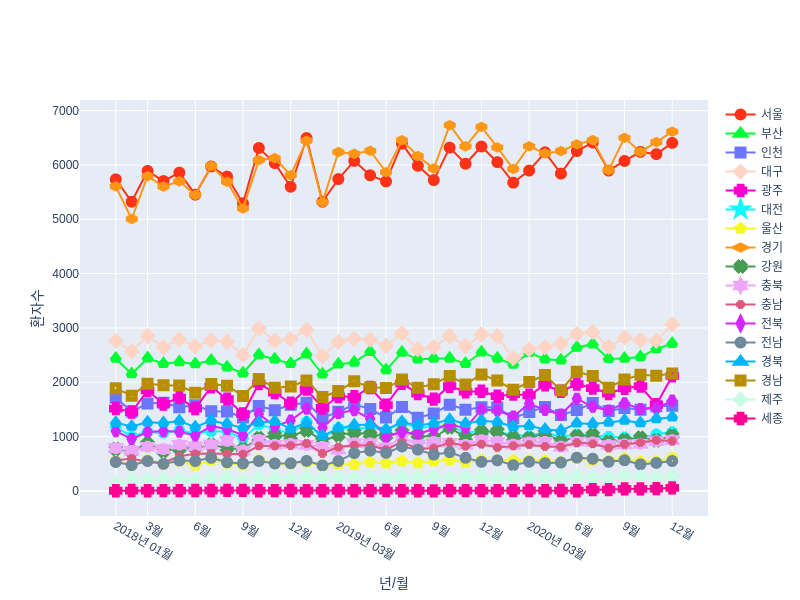 7000
6000
5000
4000
3000
2000
1000
0
환자수
2018년 01월
3월
6월
9월
12월
2019년 03월
6월
9월
12월
2020년 03월
6월
9월
12월
년/월
서울
부산
인천
대구
광주
대전
울산
경기
강원
충북
충남
전북
전남
경북
경남
제주
세종